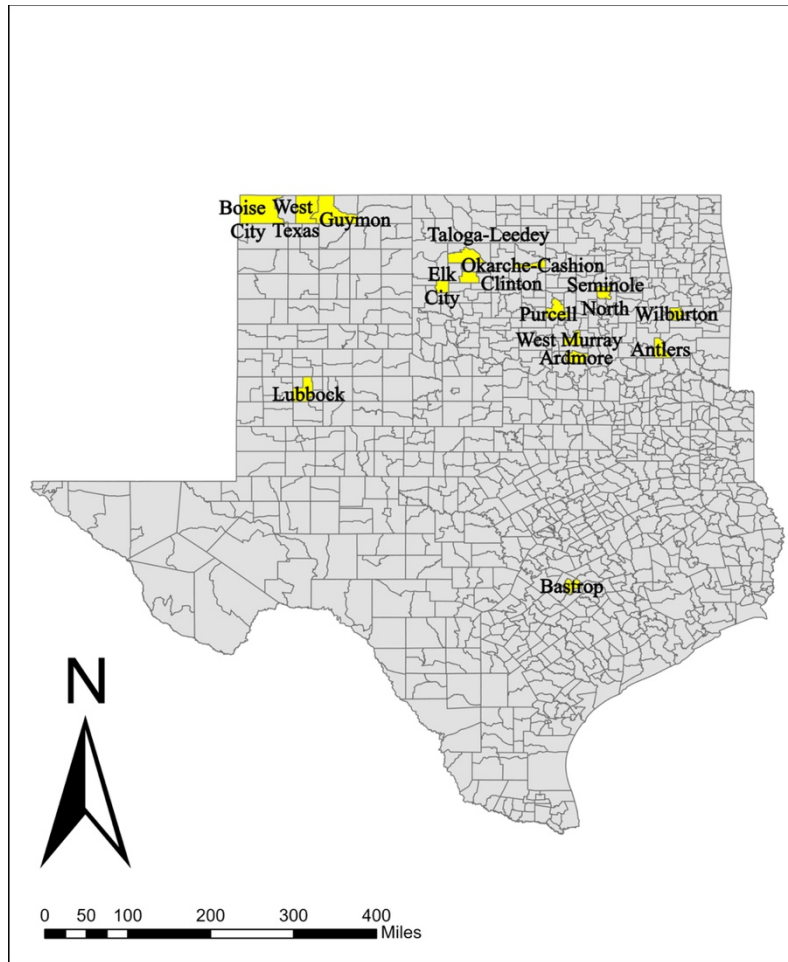 Boise West
City Texas Guymon
Taloga-Leedey
Okarche-Cashion
Elk Clinton Seminole
City North
Purcell Wilburton
West Murray
Ardmore Antlers
Lubbock
Bastrop
N
0 50 100 200 300 400
Miles